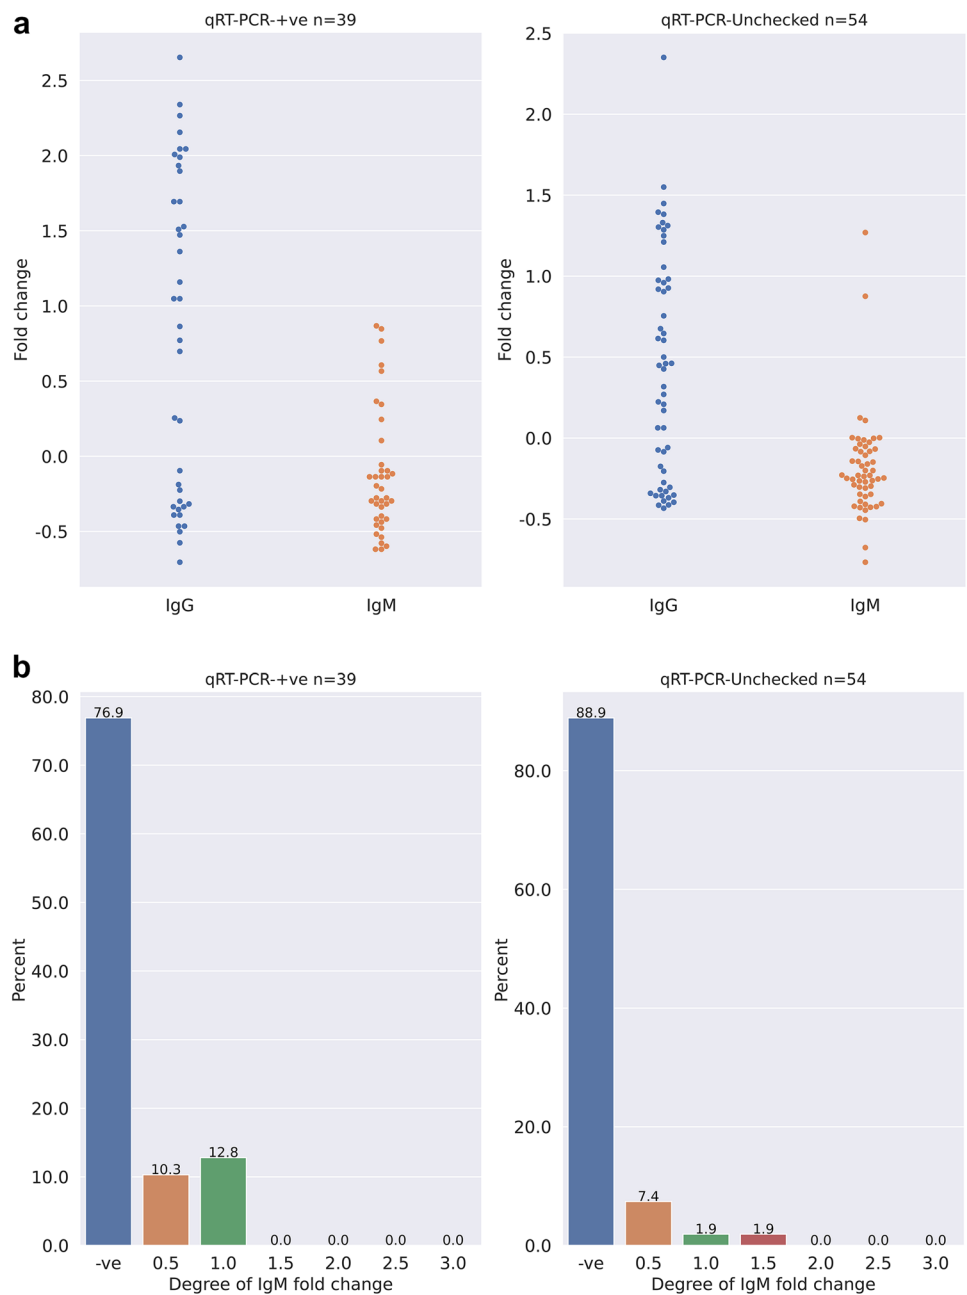 a
qRT-PCR-+ve n=39
qRT-PCR-Unchecked n=54
Fold change
2.5
2.0
1.5
1.0
0.5
0.0
-0.5
IgG
IgM
Fold change
2.5
2.0
1.5
1.0
0.5
0.0
-0.5
IgG
IgM
b
qRT-PCR-+ve n=39
qRT-PCR-Unchecked n=54
Percent
80.0
70.0
60.0
50.0
40.0
30.0
20.0
10.0
0.0
76.9
10.3
12.8
0.0
0.0
0.0
0.0
-ve 0.5 1.0 1.5 2.0 2.5 3.0
Degree of IgM fold change
Percent
80.0
60.0
40.0
20.0
0.0
88.9
7.4
1.9
1.9
0.0
0.0
0.0
-ve 0.5 1.0 1.5 2.0 2.5 3.0
Degree of IgM fold change